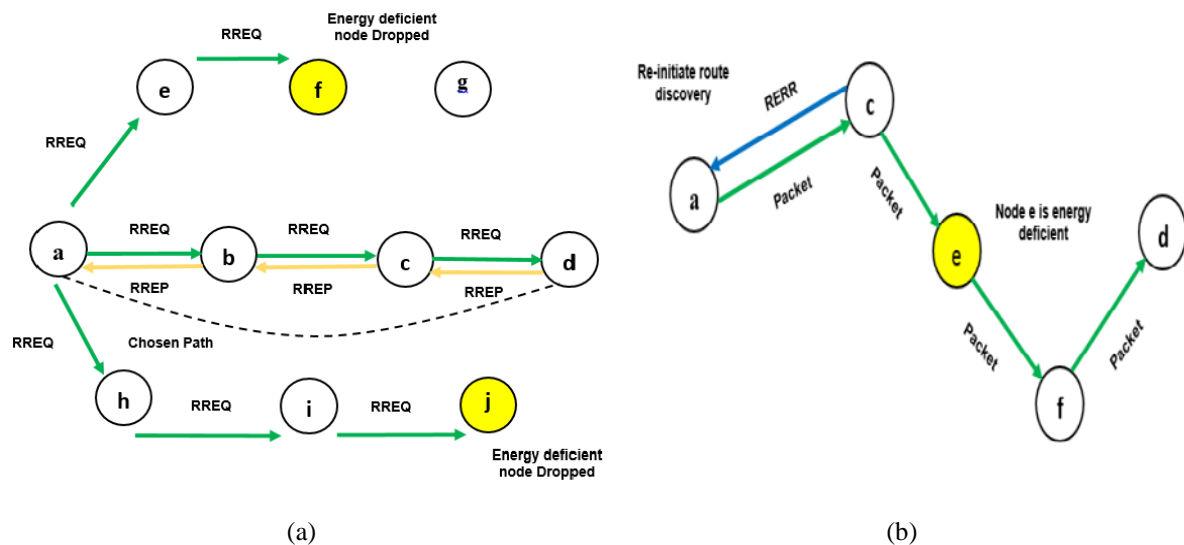 Energy deficient
node Dropped
RREQ
e
f
g
RREQ
a
RREQ
b
RREQ
c
RREQ
d
RREP
RREP
RREP
RREQ
Chosen Path
h
RREQ
i
RREQ
j
Energy deficient
node Dropped
(a)
Re-initiate route
discovery
RERR
c
a
Packet
Packet
Node e is energy
deficient
d
e
Packet
Packet
f
(b)